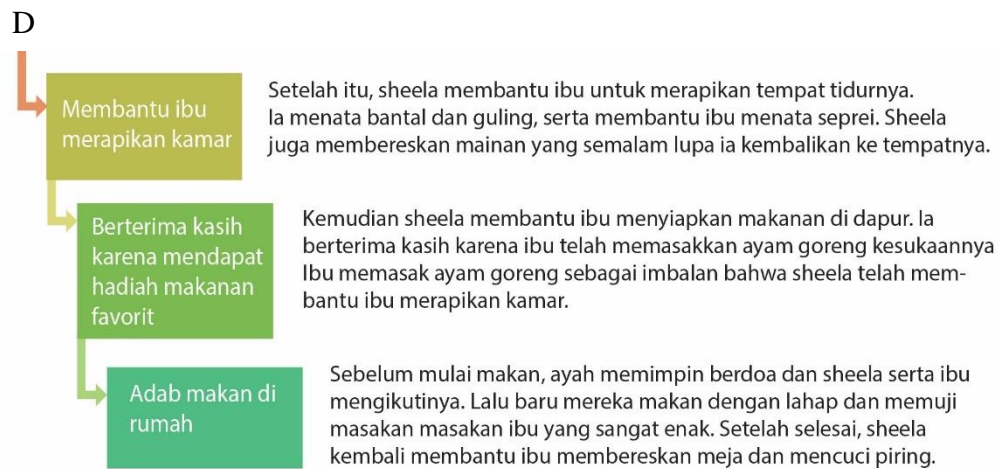 D
Membantu ibu
merapikan kamar
Setelah itu, sheela membantu ibu untuk merapikan tempat tidurnya.
Ia menata bantal dan guling, serta membantu ibu menata seprei. Sheela
juga membereskan mainan yang semalam lupa ia kembalikan ke tempatnya.
Berterima kasih
karena mendapat
hadiah makanan
favorit
Kemudian sheela membantu ibu menyiapkan makanan di dapur. Ia
berterima kasih karena ibu telah memasakkan ayam goreng kesukaannya
Ibu memasak ayam goreng sebagai imbalan bahwa sheela telah mem-
bantu ibu merapikan kamar.
Adab makan di
rumah
Sebelum mulai makan, ayah memimpin berdoa dan sheela serta ibu
mengikutinya. Lalu baru mereka makan dengan lahap dan memuji
masakan masakan ibu yang sangat enak. Setelah selesai, sheela
kembali membantu ibu membereskan meja dan mencuci piring.